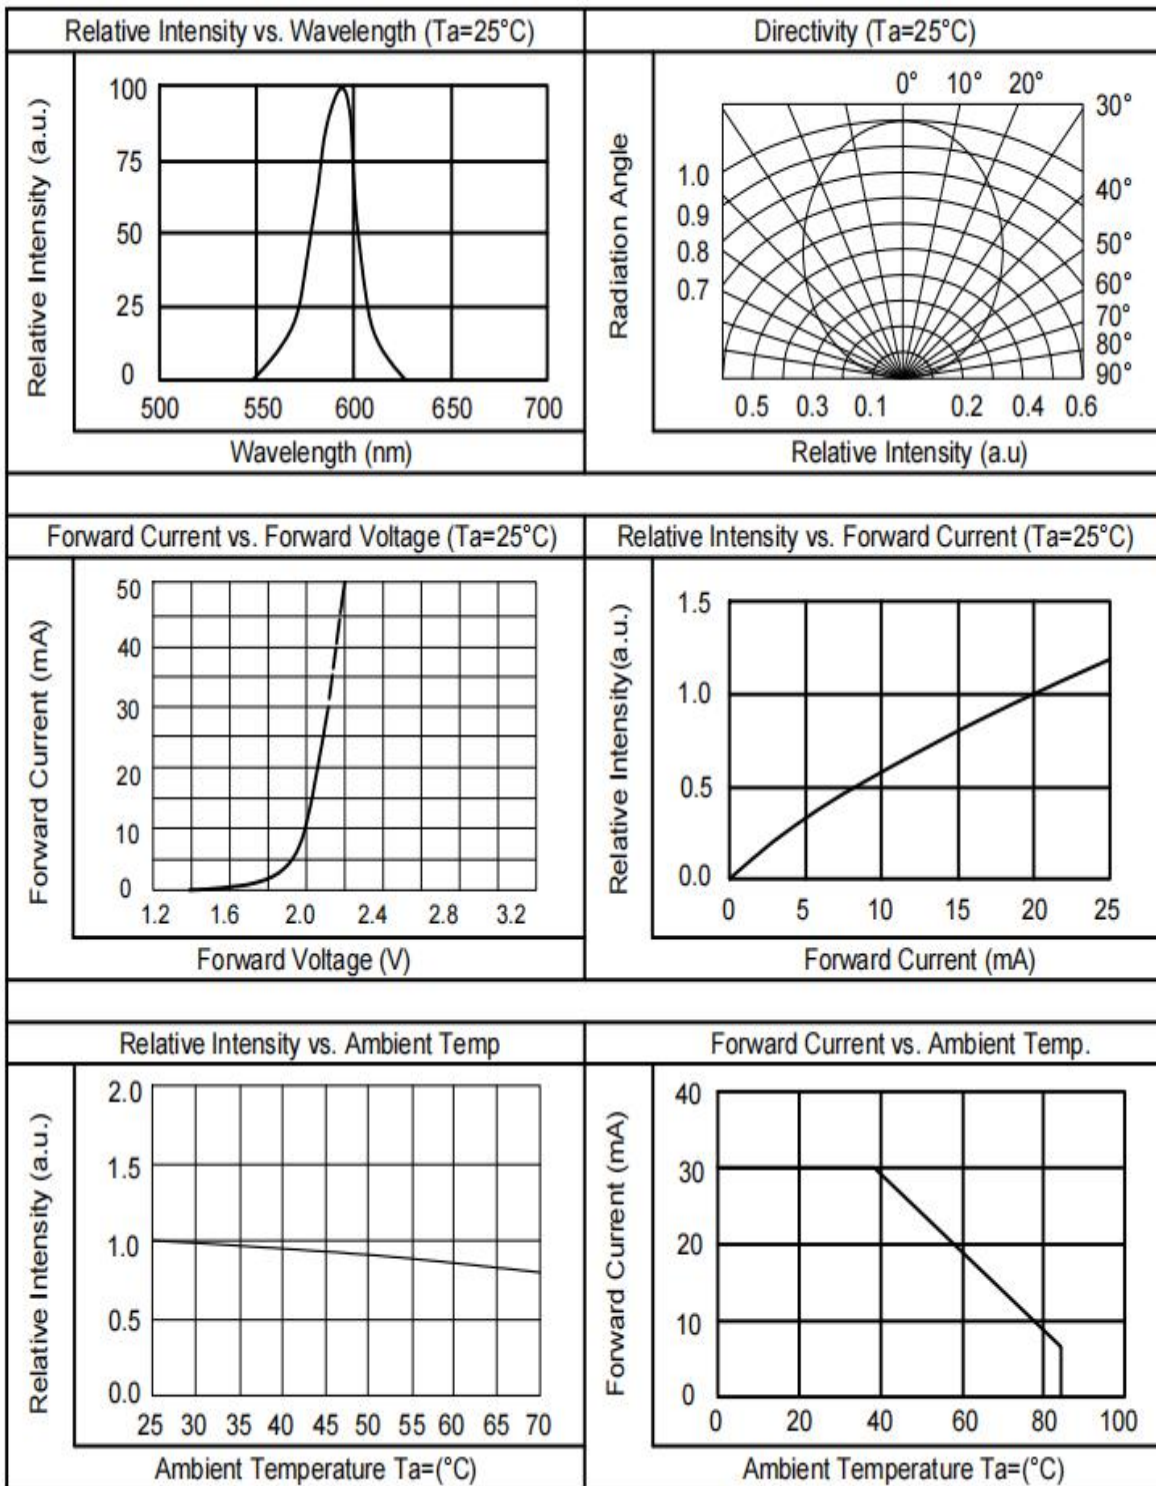 Relative Intensity vs. Wavelength (Ta=25°C)
Relative Intensity (a.u.)
100
75
50
25
0
500 550 600 650 700
Wavelength (nm)
Directivity (Ta=25°C)
Radiation Angle
0° 10° 20°
30°
40°
50°
60°
70°
80°
90°
1.0
0.9
0.8
0.7
0.5 0.3 0.1 0.2 0.4 0.6
Relative Intensity (a.u)
Forward Current vs. Forward Voltage (Ta=25°C)
Forward Current (mA)
50
40
30
20
10
0
1.2 1.6 2.0 2.4 2.8 3.2
Forward Voltage (V)
Relative Intensity vs. Forward Current (Ta=25°C)
Relative Intensity(a.u.)
1.5
1.0
0.5
0.0
0 5 10 15 20 25
Forward Current (mA)
Relative Intensity vs. Ambient Temp
Relative Intensity (a.u.)
2.0
1.5
1.0
0.5
0.0
25 30 35 40 45 50 55 60 65 70
Ambient Temperature Ta=(°C)
Forward Current vs. Ambient Temp.
Forward Current (mA)
40
30
20
10
0
0 20 40 60 80 100
Ambient Temperature Ta=(°C)